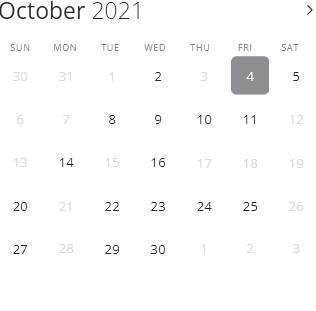 October 2021
SUN MON TUE WED THU FRI SAT
30 31 1 2 3 4 5
6 7 8 9 10 11 12
13 14 15 16 17 18 19
20 21 22 23 24 25 26
27 28 29 30 1 2 3